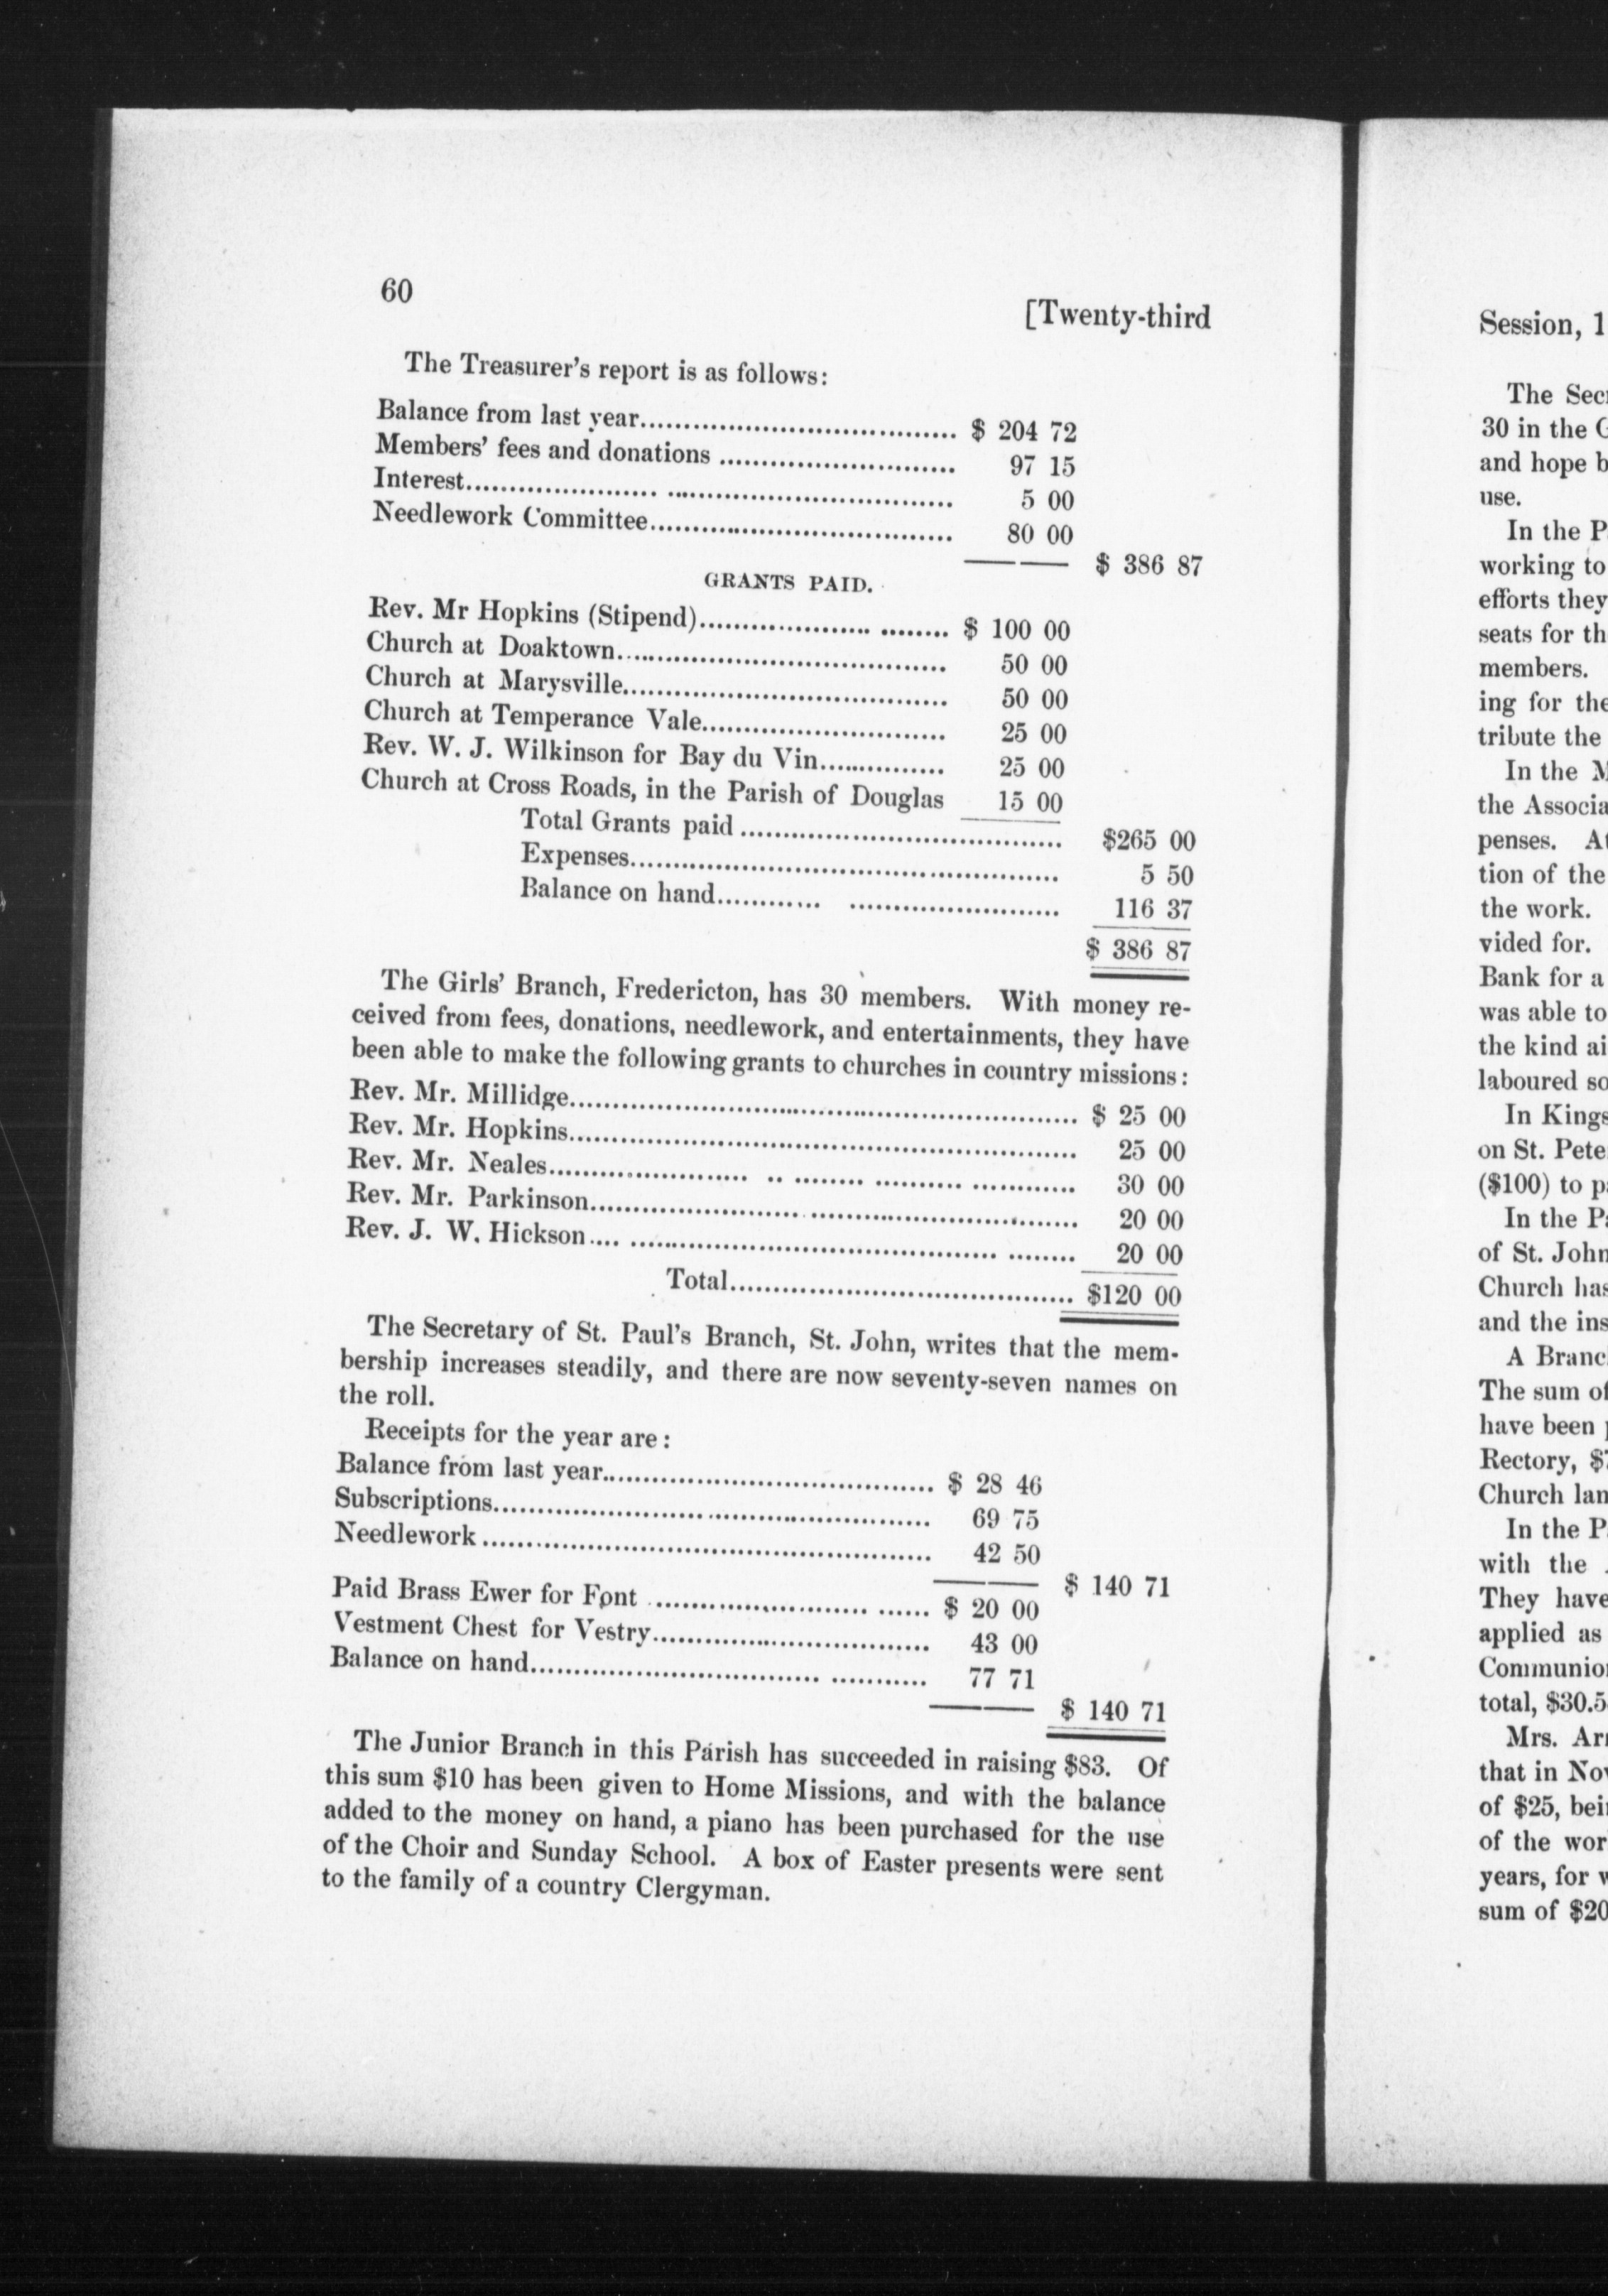 60
[Twenty-third
The Treasurer's report is as follows:
Balance from last year..................................... $ 204 72
Members' fees and donations ........................... 97 15
Interest...................... ................................. 5 00
Needlework Committee................................... 80 00
$ 386 87
GRANTS PAID.
Rev. Mr Hopkins (Stipend).................... ........ $ 100 00
Church at Doaktown...................................... 50 00
Church at Marysville...................................... 50 00
Church at Temperance Vale............................ 25 00
Rev. W. J. Wilkinson for Bay du Vin............... 25 00
Church at Cross Roads, in the Parish of Douglas 15 00
Total Grants paid ..................................... $265 00
Expenses.................................................. 5 50
Balance on hand............ ......................... 116 37
$ 386 87
The Girls' Branch, Fredericton, has 30 members. With money re-
ceived from fees, donations, needlework, and entertainments, they have
been able to make the following grants to churches in country missions:
Rev. Mr. Millidge............................................................ $ 25 00
Rev. Mr. Hopkins............................................................ 25 00
Rev. Mr. Neales....................... .. ........ .......... ............ 30 00
Rev. Mr. Parkinson........................ ................................ 20 00
Rev. J. W. Hickson.... ........................................... ........ 20 00
Total......................................... $120 00
The Secretary of St. Paul's Branch, St. John, writes that the mem-
bership increases steadily, and there are now seventy-seven names on
the roll.
Receipts for the year are:
Balance from last year....................................... $ 28 46
Subscriptions.................................................. 69 75
Needlework .................................................... 42 50
$ 140 71
Paid Brass Ewer for Font ......................... ...... $ 20 00
Vestment Chest for Vestry................................. 43 00
Balance on hand.................................. ........... 77 71
$ 140 71
The Junior Branch in this Parish has succeeded in raising $83. Of
this sum $10 has been given to Home Missions, and with the balance
added to the money on hand, a piano has been purchased for the use
of the Choir and Sunday School. A box of Easter presents were sent
to the family of a country Clergyman.
Session, 1
The Sec
30 in the G
and hope b
use.
In the P
working to
efforts they
seats for th
members.
ing for the
tribute the
In the M
the Associa
penses. At
tion of the
the work.
vided for.
Bank for a
was able to
the kind ai
laboured so
In Kings
on St. Pete
($100) to p
In the Pa
of St. John
Church has
and the ins
A Branc
The sum of
have been
Rectory, $
Church lan
In the P
with the
They have
applied as
Communion
total, $30.5
Mrs. Ar
that in Nov
of $25, bei
of the wor
years, for w
sum of $20